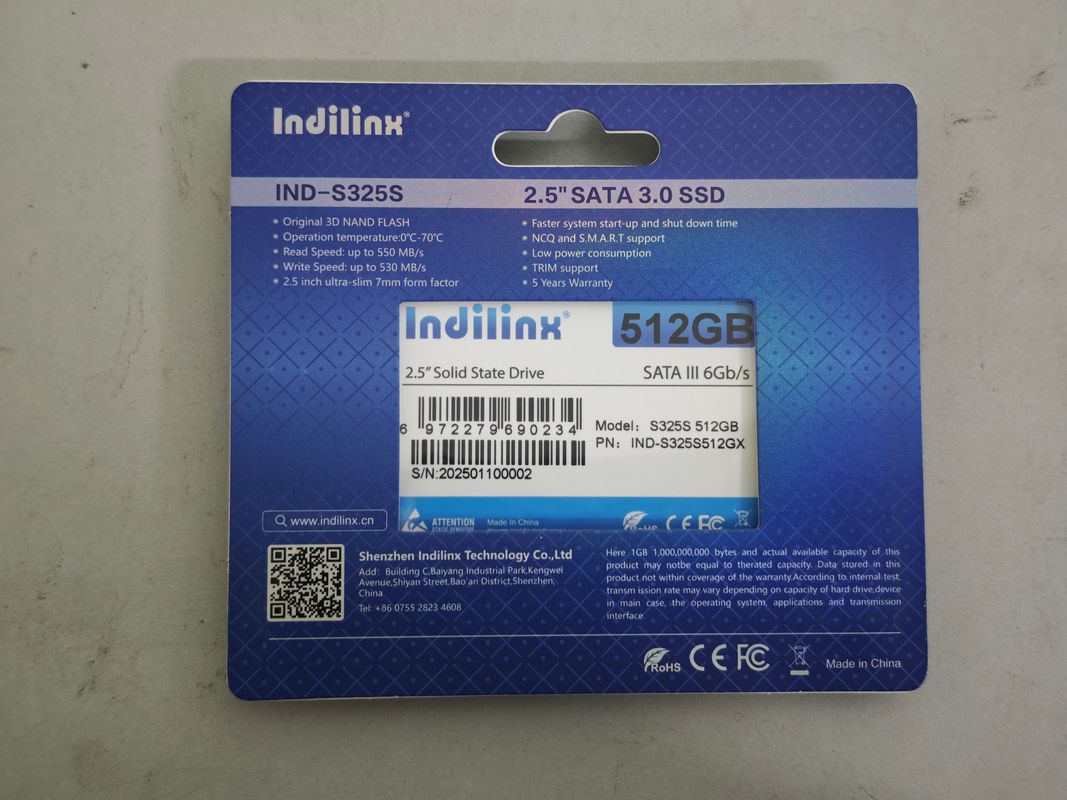 Indilinx®
IND-S325S
2.5" SATA 3.0 SSD
* Original 3D NAND FLASH
* Operation temperature:0℃-70℃
* Read Speed: up to 550 MB/s
* Write Speed: up to 530 MB/s
* 2.5 inch ultra-slim 7mm form factor
* Faster system start-up and shut down time
* NCQ and S.M.A.R.T support
* Low power consumption
* TRIM support
* 5 Years Warranty
Indilinx®
512GB
2.5" Solid State Drive
SATA III 6Gb/s
6 972279 690234
S/N:202501100002
Model: S325S 512GB
PN: IND-S325S512GX
ATTENTION
STATIC SENSITIVE
Made In China
RoHS CE FC
www.indilinx.cn
Shenzhen Indilinx Technology Co.,Ltd
Add: Building C,Baiyang Industrial Park,Kengwei
Avenue,Shiyan Street,Bao'an District,Shenzhen,
China
Tel: +86 0755 2823 4608
Here 1GB 1,000,000,000 bytes and actual available capacity of this
product may notbe equal to therated capacity. Data stored in this
product not within coverage of the warranty.According to internal test,
transm ission rate may vary depending on capacity of hard drive,device
in main case, the operating system, applications and transmission
interface.
RoHS CE FC Made in China